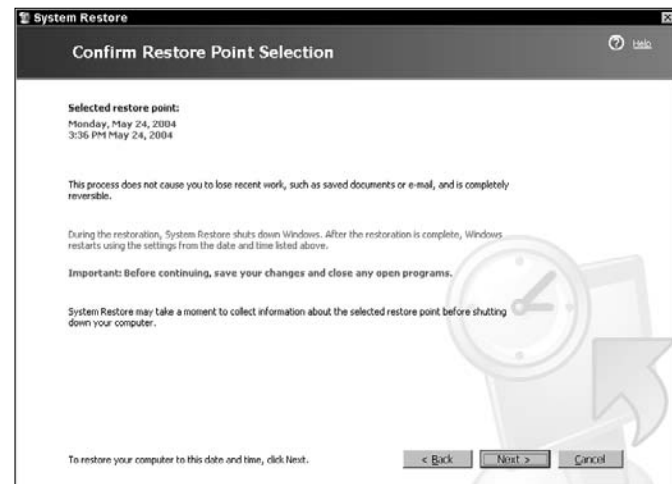 System Restore
Confirm Restore Point Selection
Help
Selected restore point:
Monday, May 24, 2004
3:36 PM May 24, 2004
This process does not cause you to lose recent work, such as saved documents or e-mail, and is completely
reversible.
During the restoration, System Restore shuts down Windows. After the restoration is complete, Windows
restarts using the settings from the date and time listed above.
Important: Before continuing, save your changes and close any open programs.
System Restore may take a moment to collect information about the selected restore point before shutting
down your computer.
To restore your computer to this date and time, click Next.
< Back
Next >
Cancel